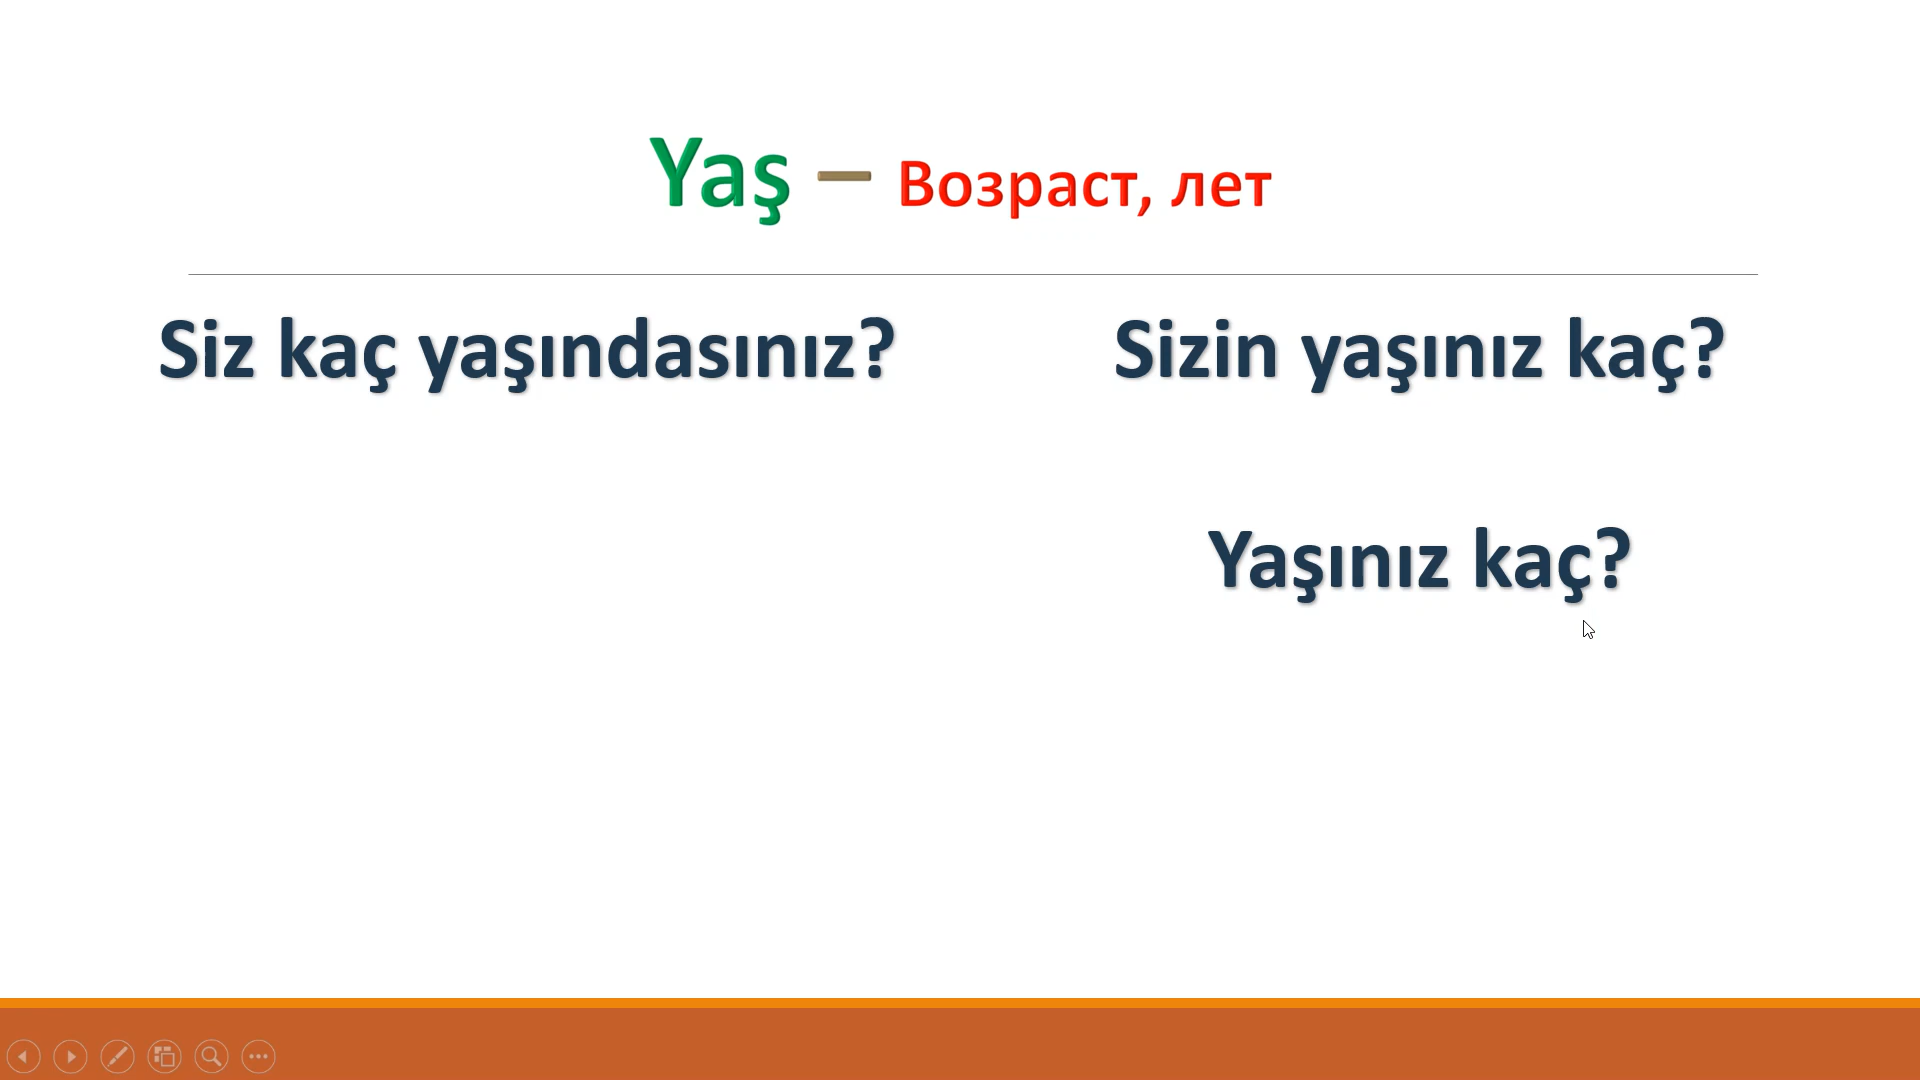 Yaş – Возраст, лет
Siz kaç yaşındasınız?
Sizin yaşınız kaç?
Yaşınız kaç?